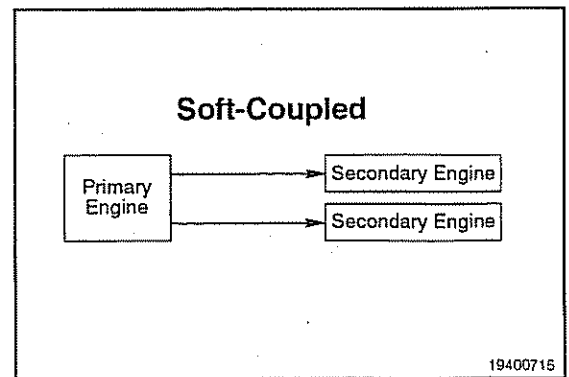 Soft-Coupled
Primary
Engine
Secondary Engine
Secondary Engine
19400715